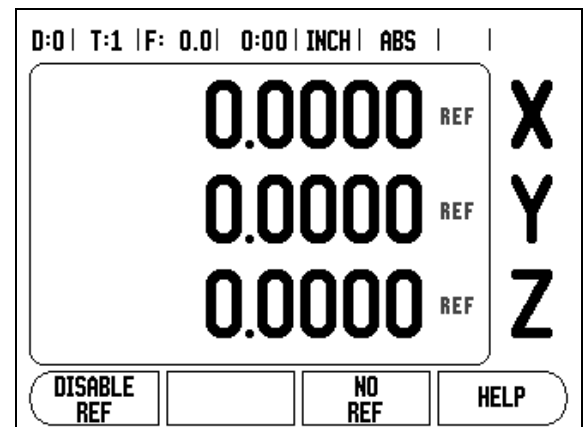 D:0 | T:1 | F: 0.0 | 0:00 | INCH | ABS | |
0.0000 REF X
0.0000 REF Y
0.0000 REF Z
DISABLE REF NO REF HELP